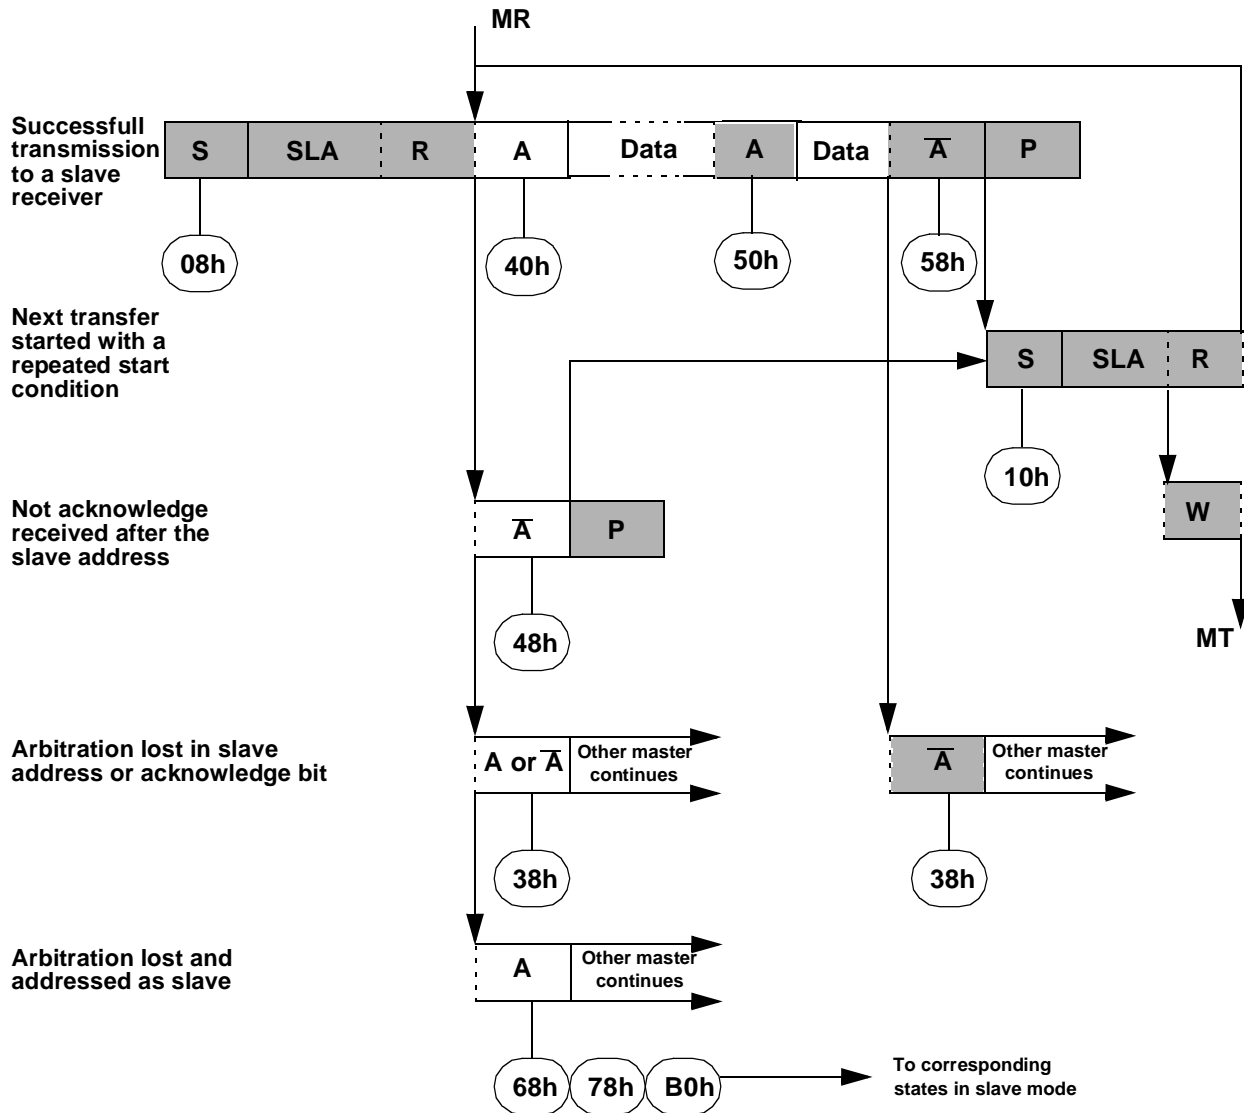 MR
Successfull
transmission
to a slave
receiver
S SLA R A Data A Data A̅ P
08h 40h 50h 58h
Next transfer
started with a
repeated start
condition
S SLA R
10h
W
MT
Not acknowledge
received after the
slave address
A̅ P
48h
Arbitration lost in slave
address or acknowledge bit
A or A̅
Other master
continues
A̅
Other master
continues
38h 38h
Arbitration lost and
addressed as slave
A
Other master
continues
68h 78h B0h
To corresponding
states in slave mode